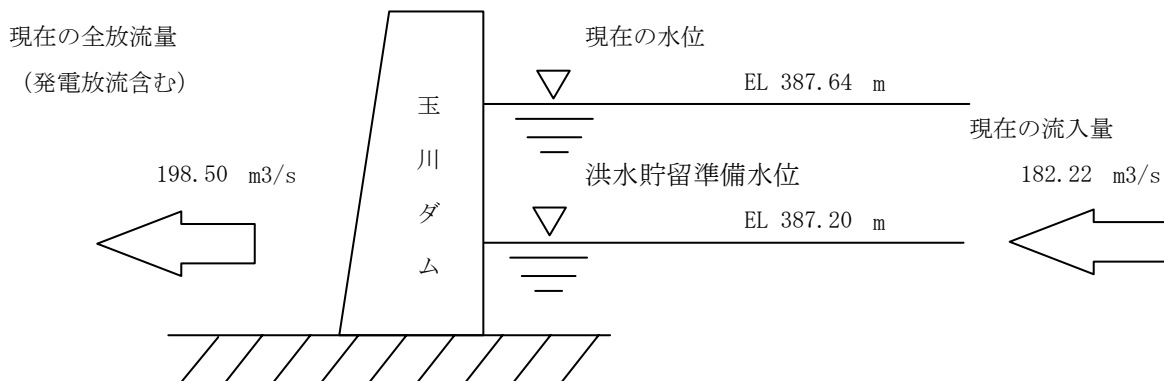 現在の全放流量
（発電放流含む）
198.50 m3/s
玉川ダム
現在の水位
EL 387.64 m
洪水貯留準備水位
EL 387.20 m
現在の流入量
182.22 m3/s